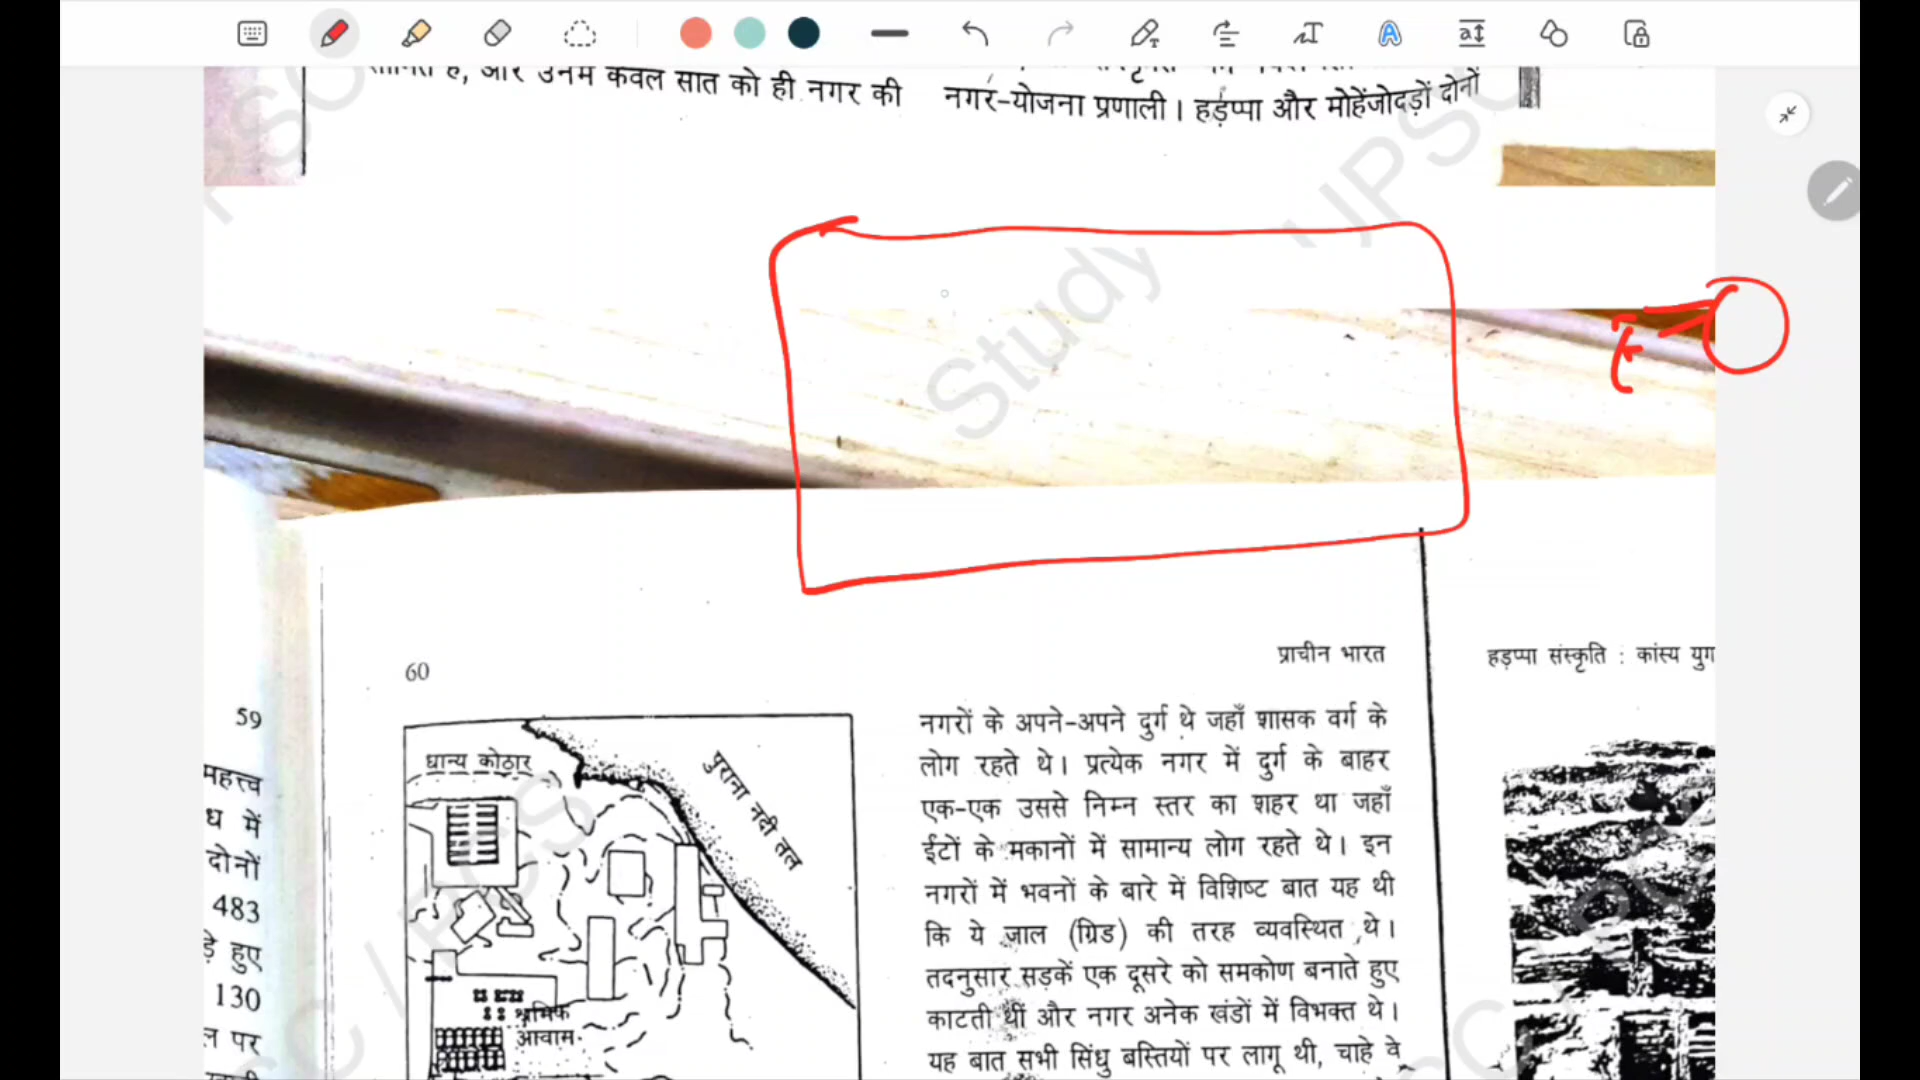 और उनमें केवल सात को ही नगर की
नगर-योजना प्रणाली। हड़प्पा और मोहेंजोदड़ों दोनों
Study
UPSC
60
प्राचीन भारत
हड़प्पा संस्कृति : कांस्य युग
59
महत्त्व
ध में
दोनों
483
ड़े हुए
130
ल पर
धान्य कोठार
पुराना नदी तल
श्रमिक
आवास
नगरों के अपने-अपने दुर्ग थे जहाँ शासक वर्ग के
लोग रहते थे। प्रत्येक नगर में दुर्ग के बाहर
एक-एक उससे निम्न स्तर का शहर था जहाँ
ईटों के मकानों में सामान्य लोग रहते थे। इन
नगरों में भवनों के बारे में विशिष्ट बात यह थी
कि ये जाल (ग्रिड) की तरह व्यवस्थित थे।
तदनुसार सड़कें एक दूसरे को समकोण बनाते हुए
काटती थीं और नगर अनेक खंडों में विभक्त थे।
यह बात सभी सिंधु बस्तियों पर लागू थी, चाहे वे